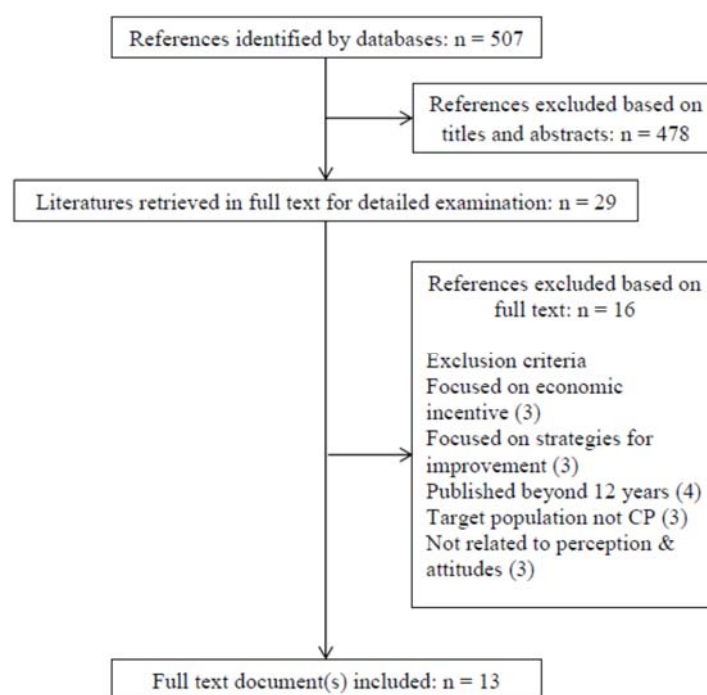 References identified by databases: n = 507
References excluded based on
titles and abstracts: n = 478
Literatures retrieved in full text for detailed examination: n = 29
References excluded based on
full text: n = 16
Exclusion criteria
Focused on economic
incentive (3)
Focused on strategies for
improvement (3)
Published beyond 12 years (4)
Target population not CP (3)
Not related to perception &
attitudes (3)
Full text document(s) included: n = 13